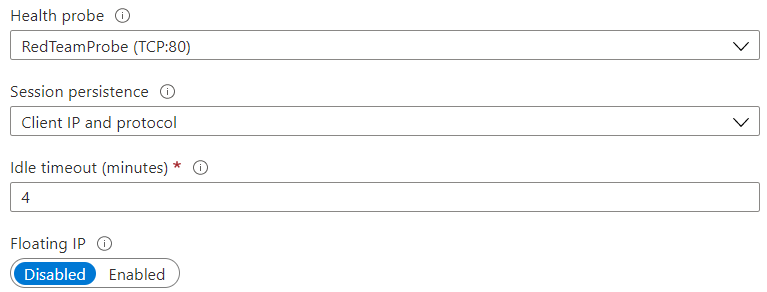 Health probe
RedTeamProbe (TCP:80)
Session persistence
Client IP and protocol
Idle timeout (minutes) *
4
Floating IP
Disabled Enabled